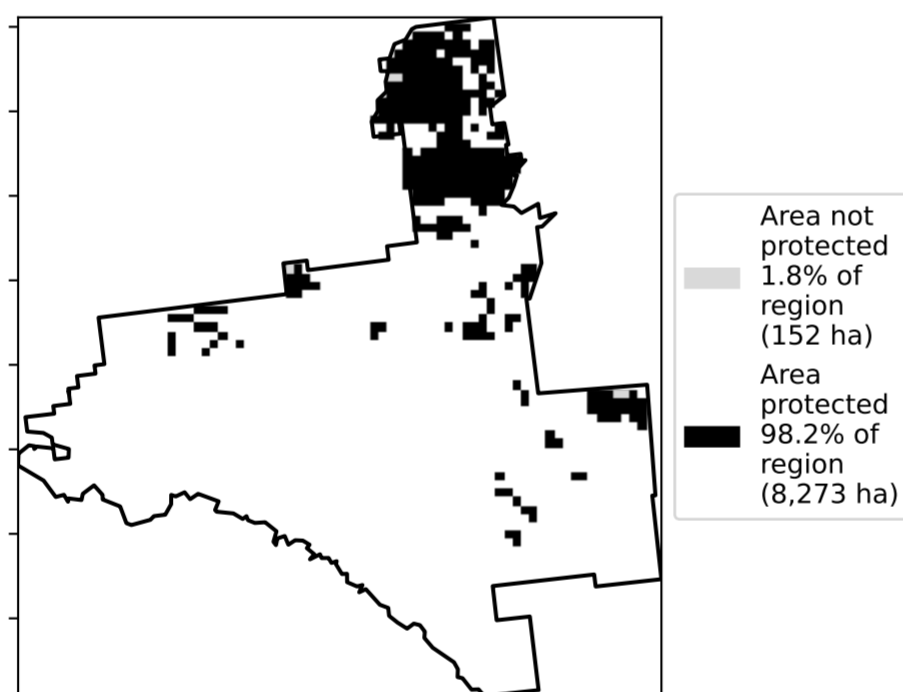 Area not
protected
1.8% of
region
(152 ha)
Area
protected
98.2% of
region
(8,273 ha)